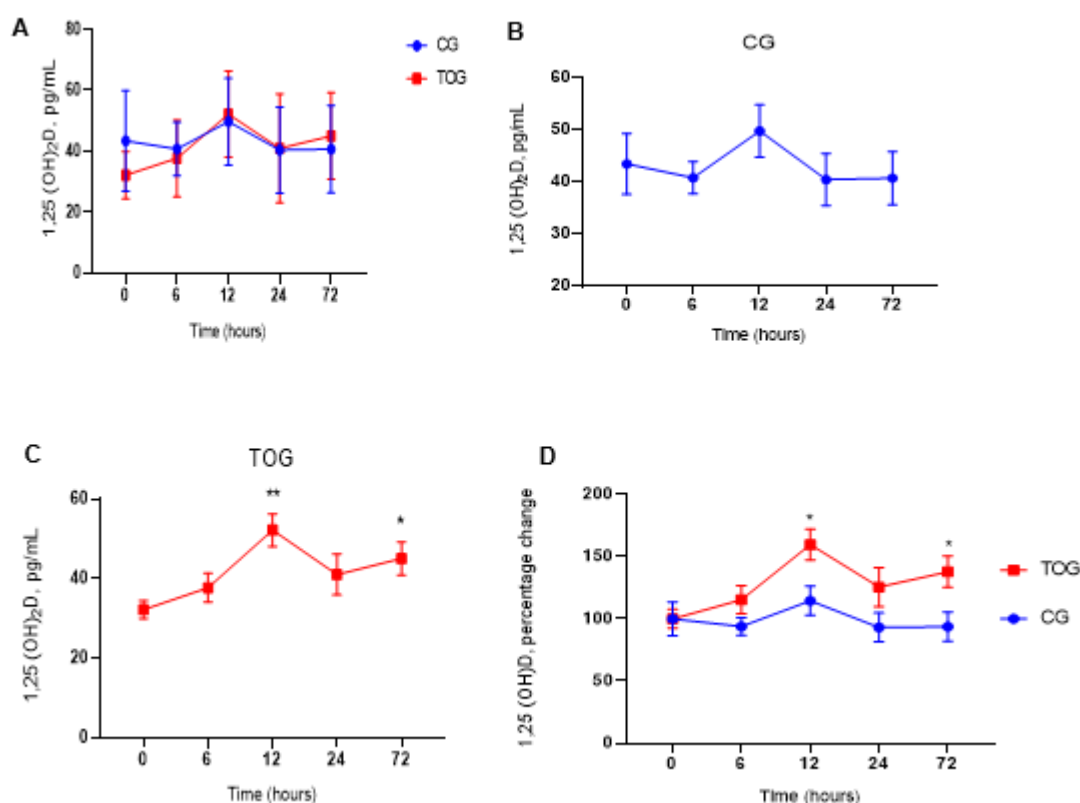 A
CG
TOG
1,25 (OH)₂D, pg/mL
80
60
40
20
0
0 6 12 24 72
Time (hours)
B
CG
1,25 (OH)₂D, pg/mL
60
50
40
30
20
0 6 12 24 72
Time (hours)
C
TOG
1,25 (OH)₂D, pg/mL
60
40
20
0
** *
0 6 12 24 72
Time (hours)
D
1,25 (OH)D, percentage change
200
150
100
50
0
* *
0 6 12 24 72
Time (hours)
TOG
CG